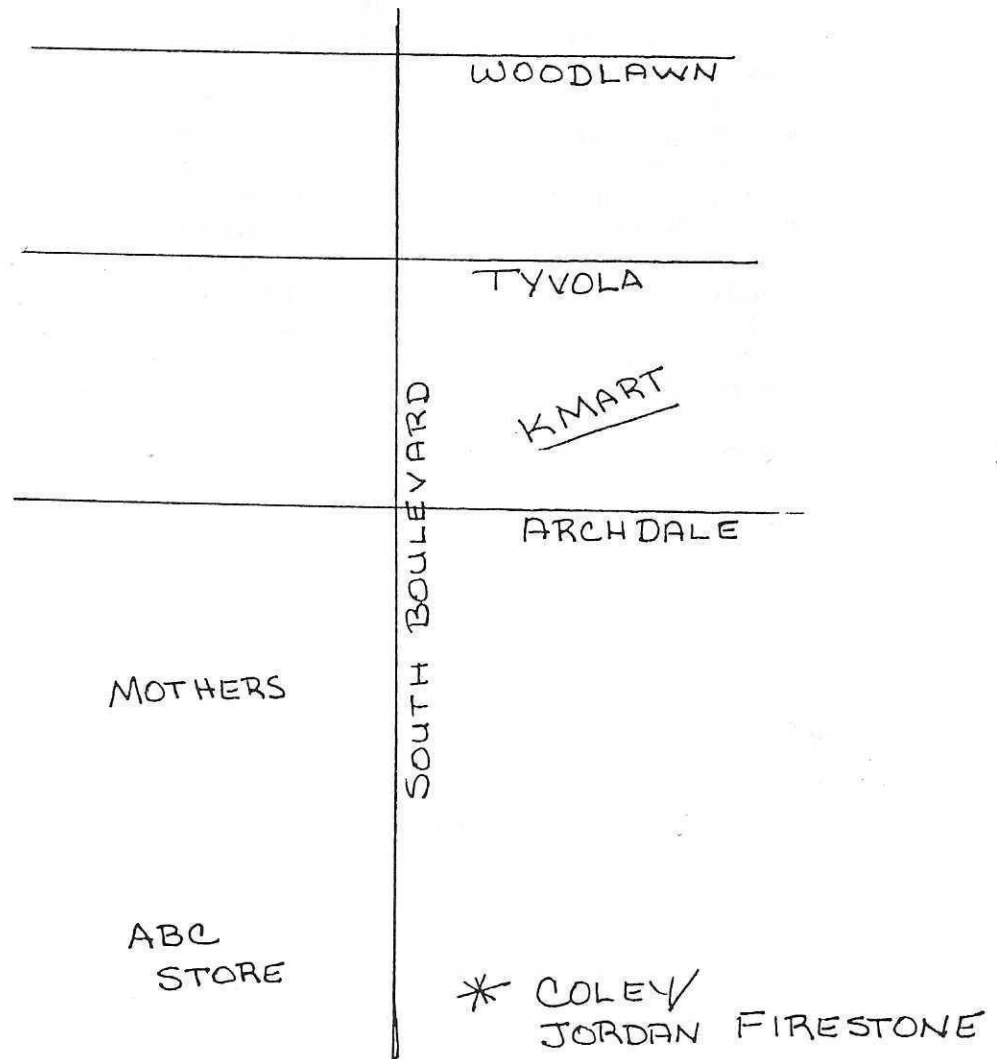 WOODLAWN
TYVOLA
KMART
SOUTH BOULEVARD
ARCHDALE
MOTHERS
ABC
STORE
* COLEY/
JORDAN FIRESTONE